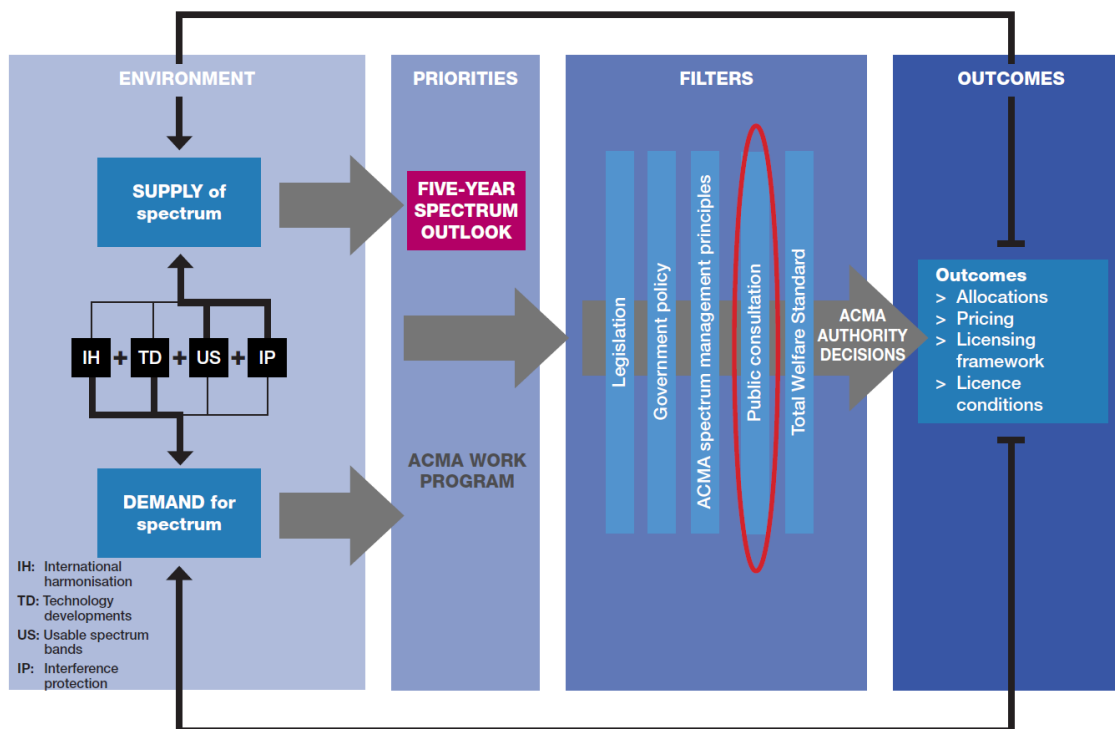 ENVIRONMENT
SUPPLY of
spectrum
IH + TD + US + IP
DEMAND for
spectrum
IH: International
harmonisation
TD: Technology
developments
US: Usable spectrum
bands
IP: Interference
protection
PRIORITIES
FIVE-YEAR
SPECTRUM
OUTLOOK
ACMA WORK
PROGRAM
FILTERS
Legislation
Government policy
ACMA spectrum management principles
Public consultation
Total Welfare Standard
ACMA
AUTHORITY
DECISIONS
OUTCOMES
Outcomes
> Allocations
> Pricing
> Licensing
framework
> Licence
conditions